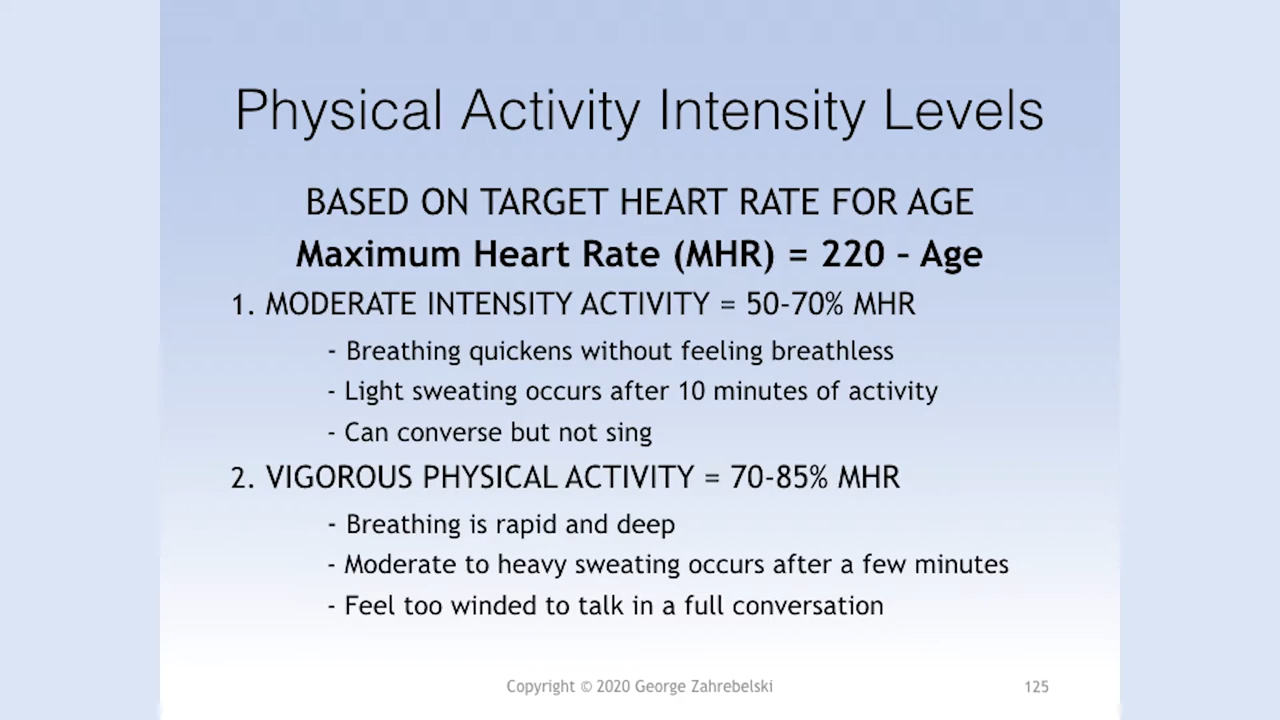 Physical Activity Intensity Levels
BASED ON TARGET HEART RATE FOR AGE
Maximum Heart Rate (MHR) = 220 – Age
1. MODERATE INTENSITY ACTIVITY = 50-70% MHR
- Breathing quickens without feeling breathless
- Light sweating occurs after 10 minutes of activity
- Can converse but not sing
2. VIGOROUS PHYSICAL ACTIVITY = 70-85% MHR
- Breathing is rapid and deep
- Moderate to heavy sweating occurs after a few minutes
- Feel too winded to talk in a full conversation
Copyright © 2020 George Zahrebelski
125